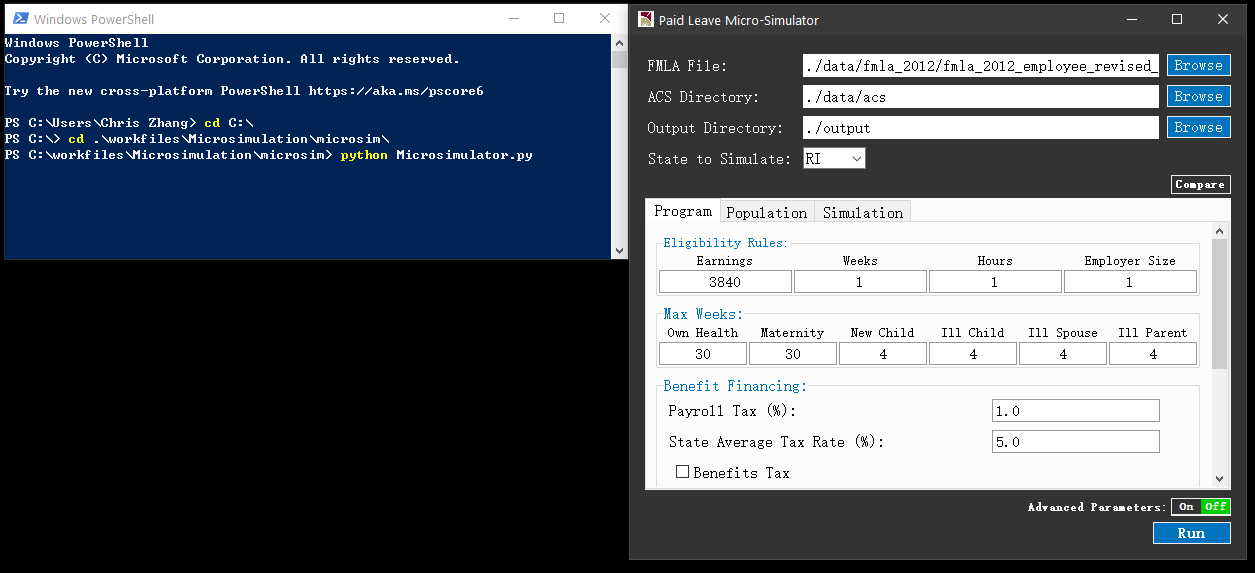 Windows PowerShell
Windows PowerShell
Copyright (C) Microsoft Corporation. All rights reserved.
Try the new cross-platform PowerShell https://aka.ms/pscore6
PS C:\Users\Chris Zhang> cd C:\
PS C:\> cd .\workfiles\Microsimulation\microsim\
PS C:\workfiles\Microsimulation\microsim> python Microsimulator.py
Paid Leave Micro-Simulator
FMLA File: ./data/fmla_2012/fmla_2012_employee_revised_ Browse
ACS Directory: ./data/acs Browse
Output Directory: ./output Browse
State to Simulate: RI
Compare
Program Population Simulation
Eligibility Rules:
Earnings Weeks Hours Employer Size
3840 1 1 1
Max Weeks:
Own Health Maternity New Child Ill Child Ill Spouse Ill Parent
30 30 4 4 4 4
Benefit Financing:
Payroll Tax (%): 1.0
State Average Tax Rate (%): 5.0
Benefits Tax
Advanced Parameters: On Off
Run